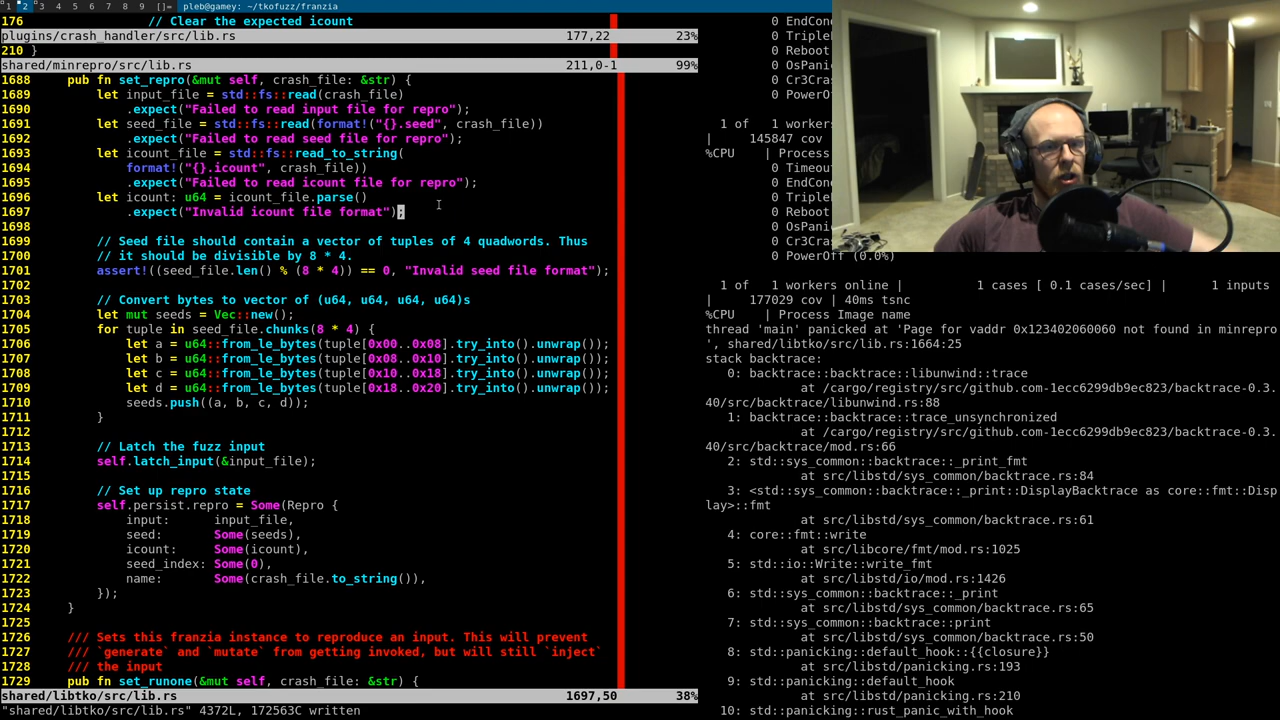 1 2 3 4 5 6 7 8 9 []= pleb@gamey: ~/tkofuzz/franzia
176 // Clear the expected icount
plugins/crash_handler/src/lib.rs 177,22 23%
210 }
shared/minrepro/src/lib.rs 211,0-1 99%
1688 pub fn set_repro(&mut self, crash_file: &str) {
1689 let input_file = std::fs::read(crash_file)
1690 .expect("Failed to read input file for repro");
1691 let seed_file = std::fs::read(format!("{}.seed", crash_file))
1692 .expect("Failed to read seed file for repro");
1693 let icount_file = std::fs::read_to_string(
1694 format!("{}.icount", crash_file))
1695 .expect("Failed to read icount file for repro");
1696 let icount: u64 = icount_file.parse()
1697 .expect("Invalid icount file format");
1698
1699 // Seed file should contain a vector of tuples of 4 quadwords. Thus
1700 // it should be divisible by 8 * 4.
1701 assert!((seed_file.len() % (8 * 4)) == 0, "Invalid seed file format");
1702
1703 // Convert bytes to vector of (u64, u64, u64, u64)s
1704 let mut seeds = Vec::new();
1705 for tuple in seed_file.chunks(8 * 4) {
1706 let a = u64::from_le_bytes(tuple[0x00..0x08].try_into().unwrap());
1707 let b = u64::from_le_bytes(tuple[0x08..0x10].try_into().unwrap());
1708 let c = u64::from_le_bytes(tuple[0x10..0x18].try_into().unwrap());
1709 let d = u64::from_le_bytes(tuple[0x18..0x20].try_into().unwrap());
1710 seeds.push((a, b, c, d));
1711 }
1712
1713 // Latch the fuzz input
1714 self.latch_input(&input_file);
1715
1716 // Set up repro state
1717 self.persist.repro = Some(Repro {
1718 input: input_file,
1719 seed: Some(seeds),
1720 icount: Some(icount),
1721 seed_index: Some(0),
1722 name: Some(crash_file.to_string()),
1723 });
1724 }
1725
1726 /// Sets this franzia instance to reproduce an input. This will prevent
1727 /// `generate` and `mutate` from getting invoked, but will still `inject`
1728 /// the input
1729 pub fn set_runone(&mut self, crash_file: &str) {
shared/libtko/src/lib.rs 1697,50 38%
"shared/libtko/src/lib.rs" 4372L, 172563C written
0 EndCon
0 Triple
0 Reboot
0 OsPani
0 Cr3Cra
0 PowerO
1 of 1 workers
| 145847 cov
%CPU | Process
0 Timeou
0 EndCon
0 Triple
0 Reboot
0 OsPani
0 Cr3Cra
0 PowerOff (0.0%)
1 of 1 workers online | 1 cases [ 0.1 cases/sec] | 1 inputs
| 177029 cov | 40ms tsnc
%CPU | Process Image name
thread 'main' panicked at 'Page for vaddr 0x123402060060 not found in minrepro
', shared/libtko/src/lib.rs:1664:25
stack backtrace:
0: backtrace::backtrace::libunwind::trace
at /cargo/registry/src/github.com-1ecc6299db9ec823/backtrace-0.3.
40/src/backtrace/libunwind.rs:88
1: backtrace::backtrace::trace_unsynchronized
at /cargo/registry/src/github.com-1ecc6299db9ec823/backtrace-0.3.
40/src/backtrace/mod.rs:66
2: std::sys_common::backtrace::_print_fmt
at src/libstd/sys_common/backtrace.rs:84
3: <std::sys_common::backtrace::_print::DisplayBacktrace as core::fmt::Disp
lay>::fmt
at src/libstd/sys_common/backtrace.rs:61
4: core::fmt::write
at src/libcore/fmt/mod.rs:1025
5: std::io::Write::write_fmt
at src/libstd/io/mod.rs:1426
6: std::sys_common::backtrace::_print
at src/libstd/sys_common/backtrace.rs:65
7: std::sys_common::backtrace::print
at src/libstd/sys_common/backtrace.rs:50
8: std::panicking::default_hook::{{closure}}
at src/libstd/panicking.rs:193
9: std::panicking::default_hook
at src/libstd/panicking.rs:210
10: std::panicking::rust_panic_with_hook